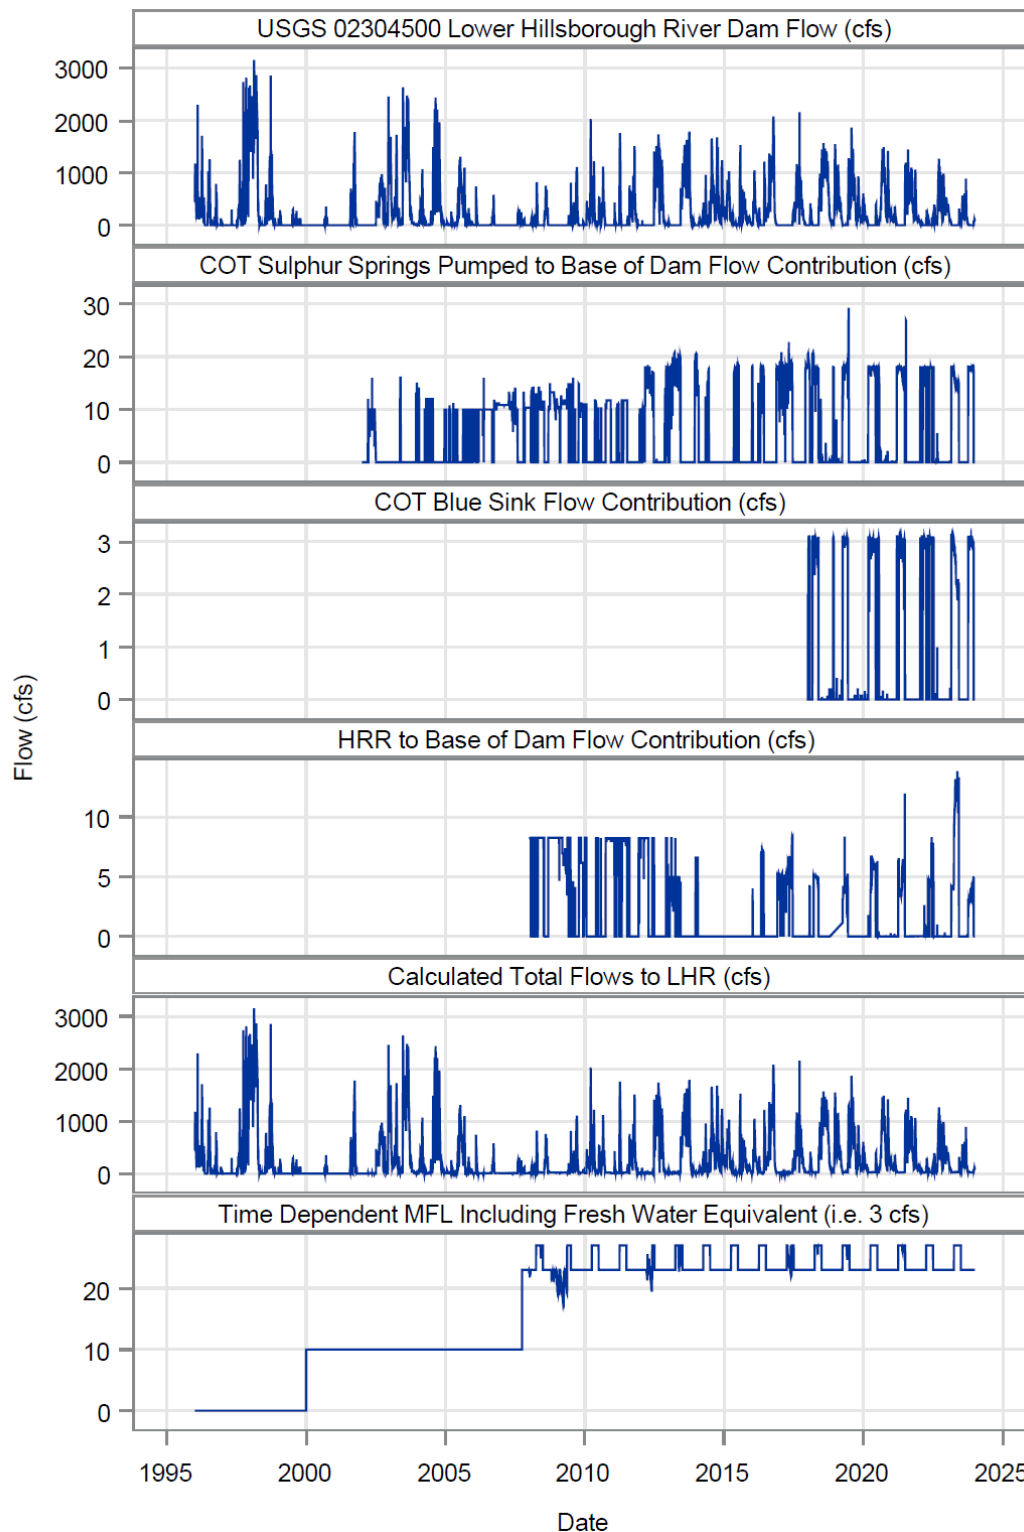 USGS 02304500 Lower Hillsborough River Dam Flow (cfs)
3000
2000
1000
0
COT Sulphur Springs Pumped to Base of Dam Flow Contribution (cfs)
30
20
10
0
COT Blue Sink Flow Contribution (cfs)
3
2
1
0
Flow (cfs)
HRR to Base of Dam Flow Contribution (cfs)
10
5
0
Calculated Total Flows to LHR (cfs)
3000
2000
1000
0
Time Dependent MFL Including Fresh Water Equivalent (i.e. 3 cfs)
20
10
0
1995 2000 2005 2010 2015 2020 2025
Date